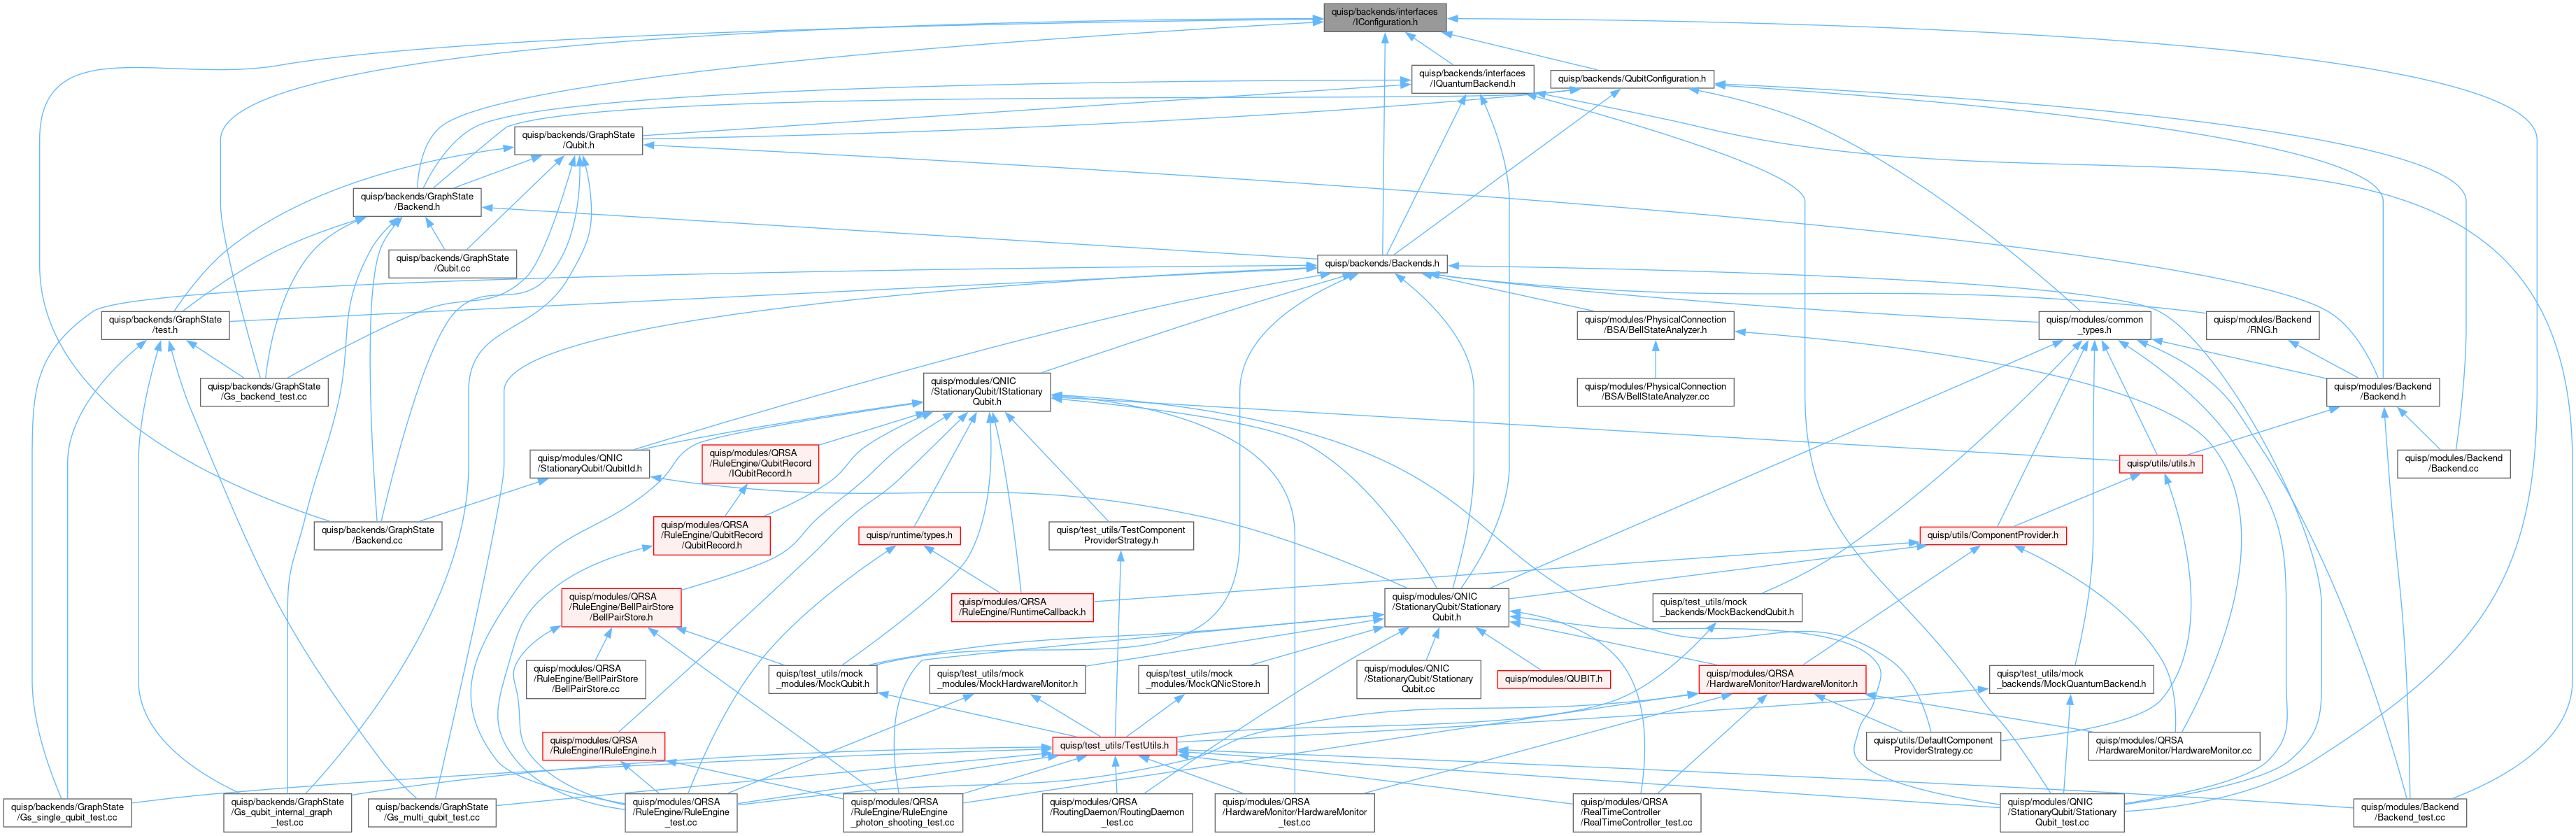 quisp/backends/interfaces
/IConfiguration.h
quisp/backends/interfaces
/IQuantumBackend.h
quisp/backends/QubitConfiguration.h
quisp/backends/GraphState
/Qubit.h
quisp/backends/GraphState
/Backend.h
quisp/backends/GraphState
/Qubit.cc
quisp/backends/Backends.h
quisp/backends/GraphState
/test.h
quisp/modules/PhysicalConnection
/BSA/BellStateAnalyzer.h
quisp/modules/common
_types.h
quisp/modules/Backend
/RNG.h
quisp/backends/GraphState
/Gs_backend_test.cc
quisp/modules/QNIC
/StationaryQubit/IStationary
Qubit.h
quisp/modules/PhysicalConnection
/BSA/BellStateAnalyzer.cc
quisp/modules/Backend
/Backend.h
quisp/modules/QNIC
/StationaryQubit/QubitId.h
quisp/modules/QRSA
/RuleEngine/QubitRecord
/IQubitRecord.h
quisp/utils/utils.h
quisp/modules/Backend
/Backend.cc
quisp/backends/GraphState
/Backend.cc
quisp/modules/QRSA
/RuleEngine/QubitRecord
/QubitRecord.h
quisp/runtime/types.h
quisp/test_utils/TestComponent
ProviderStrategy.h
quisp/utils/ComponentProvider.h
quisp/modules/QRSA
/RuleEngine/BellPairStore
/BellPairStore.h
quisp/modules/QRSA
/RuleEngine/RuntimeCallback.h
quisp/modules/QNIC
/StationaryQubit/Stationary
Qubit.h
quisp/test_utils/mock
_backends/MockBackendQubit.h
quisp/modules/QRSA
/RuleEngine/BellPairStore
/BellPairStore.cc
quisp/test_utils/mock
_modules/MockQubit.h
quisp/test_utils/mock
_modules/MockHardwareMonitor.h
quisp/test_utils/mock
_modules/MockQNicStore.h
quisp/modules/QNIC
/StationaryQubit/Stationary
Qubit.cc
quisp/modules/QUBIT.h
quisp/modules/QRSA
/HardwareMonitor/HardwareMonitor.h
quisp/test_utils/mock
_backends/MockQuantumBackend.h
quisp/modules/QRSA
/RuleEngine/IRuleEngine.h
quisp/test_utils/TestUtils.h
quisp/utils/DefaultComponent
ProviderStrategy.cc
quisp/modules/QRSA
/HardwareMonitor/HardwareMonitor.cc
quisp/backends/GraphState
/Gs_single_qubit_test.cc
quisp/backends/GraphState
/Gs_qubit_internal_graph
_test.cc
quisp/backends/GraphState
/Gs_multi_qubit_test.cc
quisp/modules/QRSA
/RuleEngine/RuleEngine
_test.cc
quisp/modules/QRSA
/RuleEngine/RuleEngine
_photon_shooting_test.cc
quisp/modules/QRSA
/RoutingDaemon/RoutingDaemon
_test.cc
quisp/modules/QRSA
/HardwareMonitor/HardwareMonitor
_test.cc
quisp/modules/QRSA
/RealTimeController
/RealTimeController_test.cc
quisp/modules/QNIC
/StationaryQubit/Stationary
Qubit_test.cc
quisp/modules/Backend
/Backend_test.cc